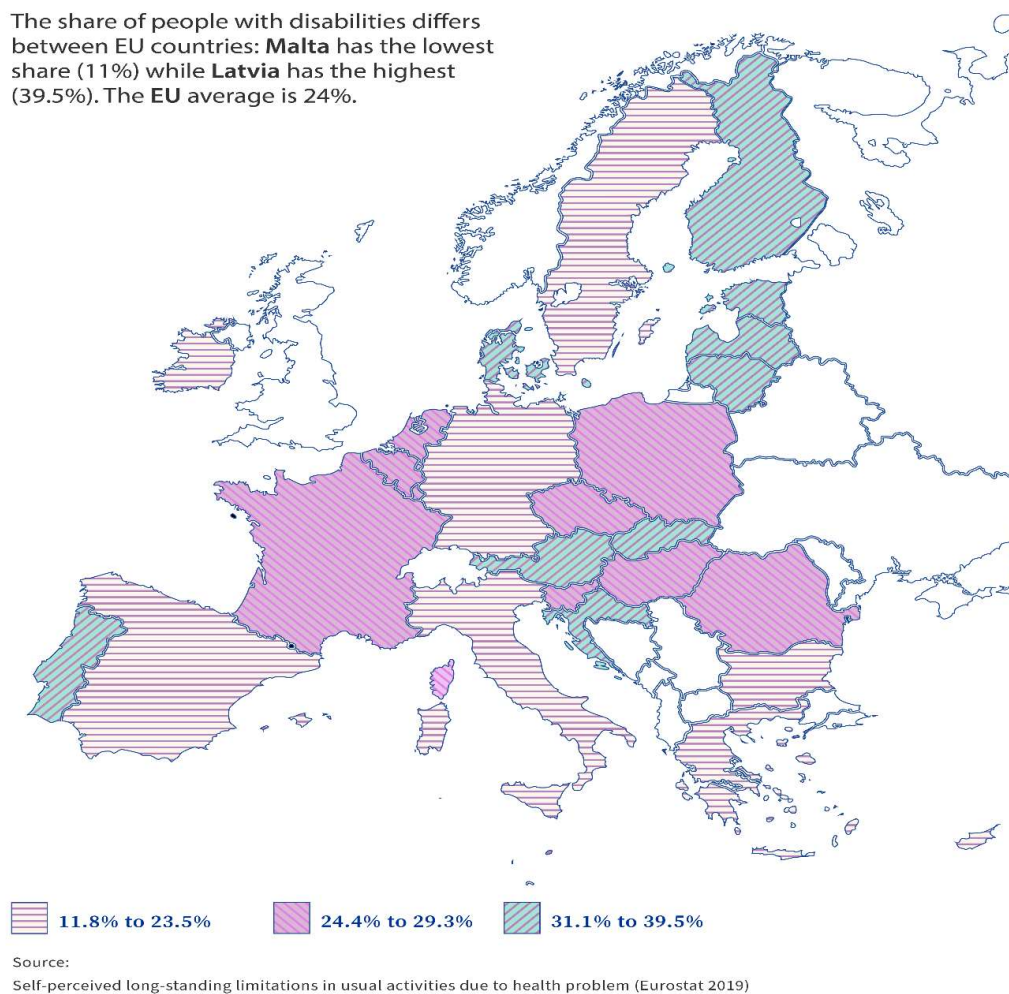 The share of people with disabilities differs
between EU countries: Malta has the lowest
share (11%) while Latvia has the highest
(39.5%). The EU average is 24%.
11.8% to 23.5%
24.4% to 29.3%
31.1% to 39.5%
Source:
Self-perceived long-standing limitations in usual activities due to health problem (Eurostat 2019)